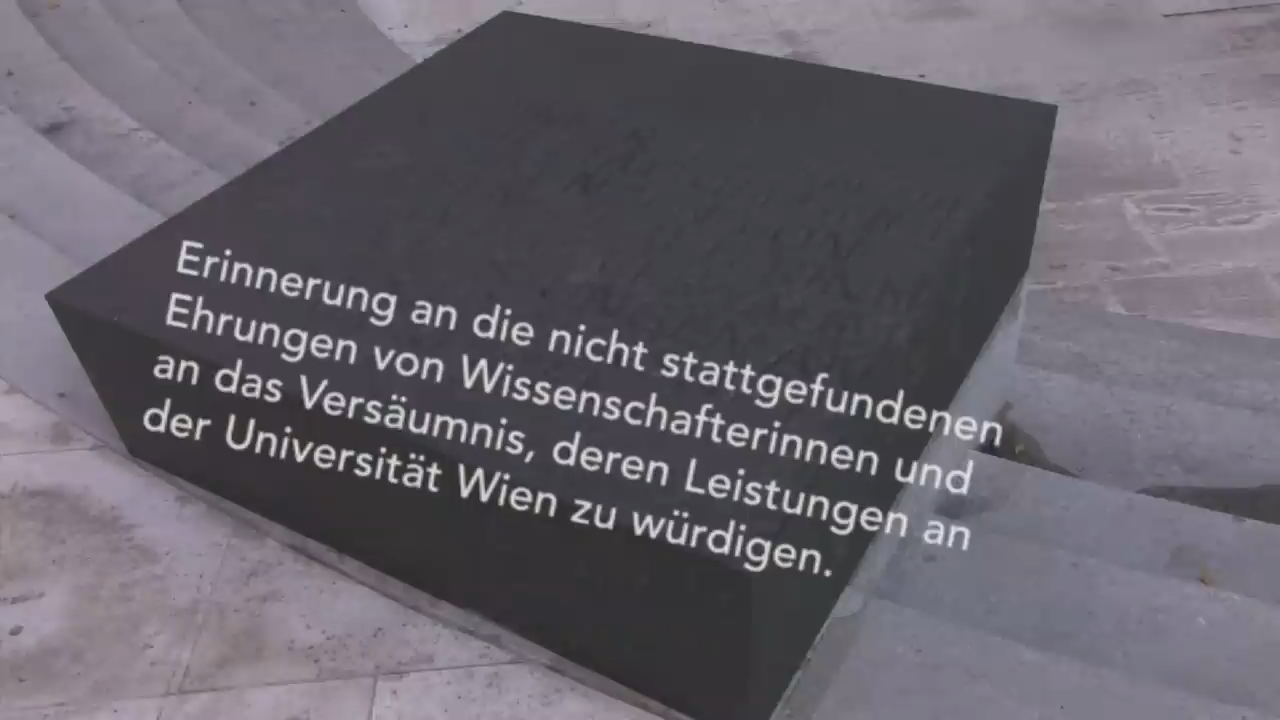 Erinnerung an die nicht stattgefundenen
Ehrungen von Wissenschafterinnen und
an das Versäumnis, deren Leistungen an
der Universität Wien zu würdigen.